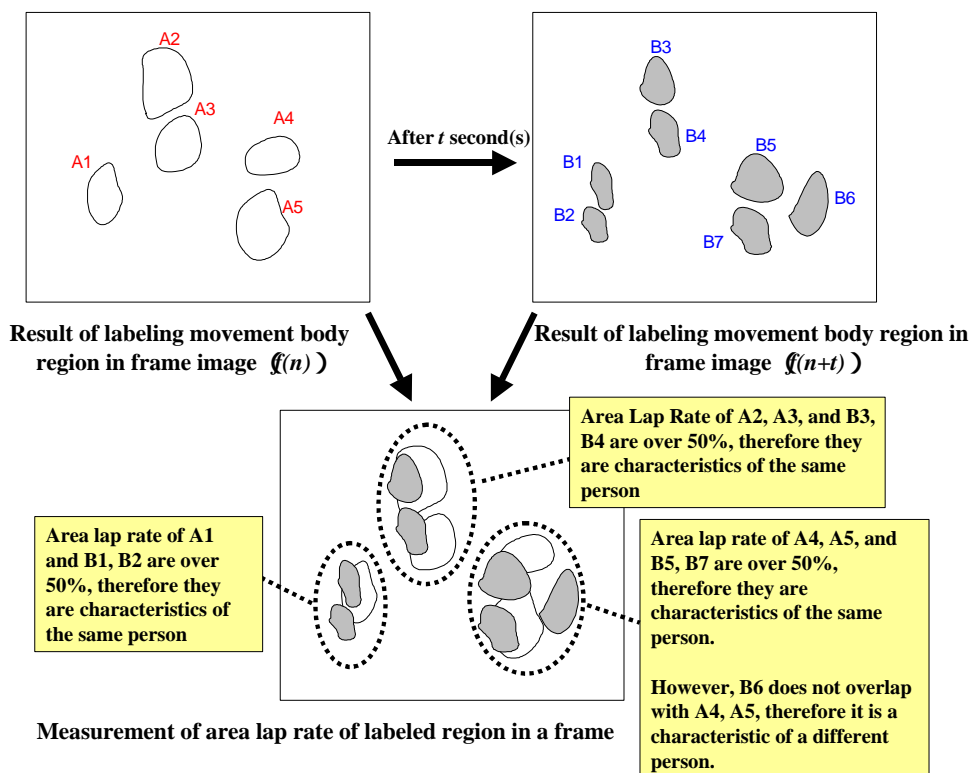 A2
A3
A4
A1
A5
After t second(s)
B3
B4
B1
B5
B2
B6
B7
Result of labeling movement body
region in frame image (f(n))
Result of labeling movement body region in
frame image (f(n+t))
Area Lap Rate of A2, A3, and B3,
B4 are over 50%, therefore they
are characteristics of the same
person
Area lap rate of A1
and B1, B2 are over
50%, therefore they
are characteristics of
the same person
Area lap rate of A4, A5, and
B5, B7 are over 50%,
therefore they are
characteristics of the same
person.
However, B6 does not overlap
with A4, A5, therefore it is a
characteristic of a different
person.
Measurement of area lap rate of labeled region in a frame